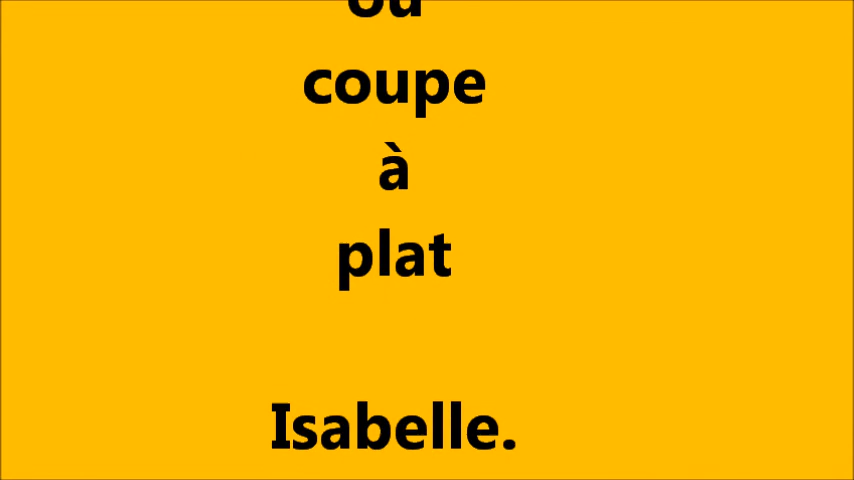 ou
coupe
à
plat
Isabelle.